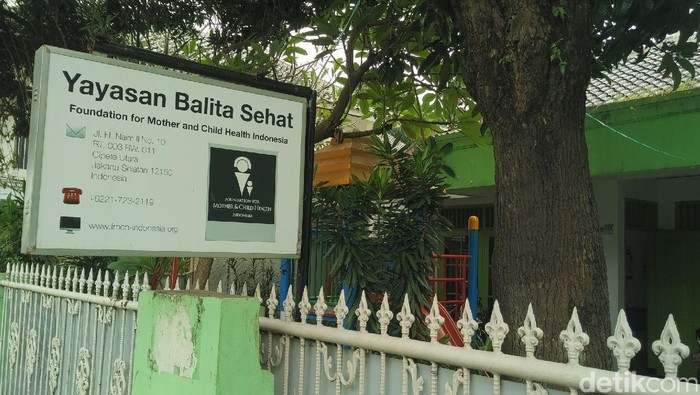 Yayasan Balita Sehat
Foundation for Mother and Child Health Indonesia
Jl. H. Naim II No. 10
RT. 003 RW. 011
Cipete Utara
Jakarta Selatan 12150
Indonesia
FOUNDATION FOR
MOTHER & CHILD HEALTH
INDONESIA
+6221-723-2119
www.fmch-indonesia.org
detikcom